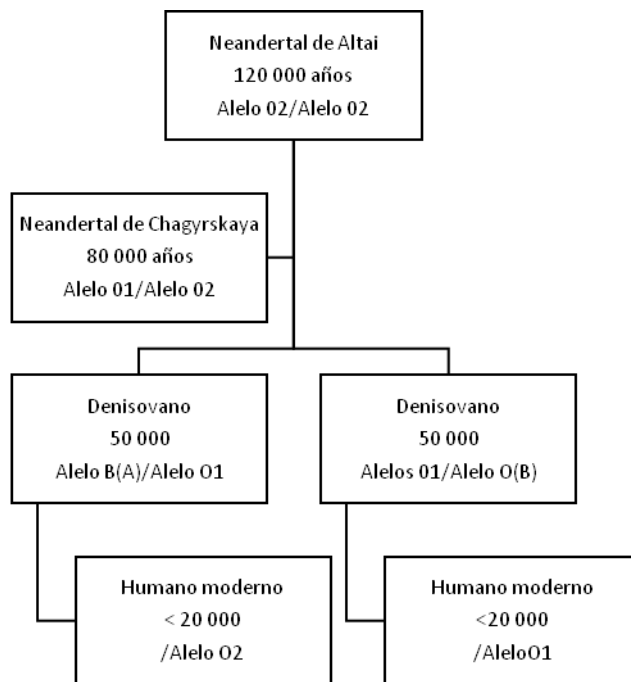 Neandertal de Altai
120 000 años
Alelo 02/Alelo 02
Neandertal de Chagyrskaya
80 000 años
Alelo 01/Alelo 02
Denisovano
50 000
Alelo B(A)/Alelo O1
Denisovano
50 000
Alelos 01/Alelo O(B)
Humano moderno
< 20 000
/Alelo O2
Humano moderno
<20 000
/AleloO1